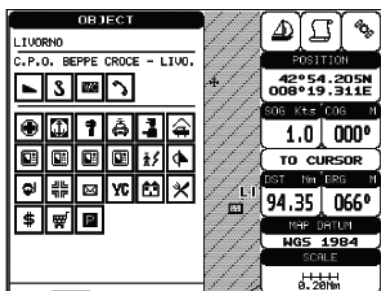 OBJECT
LIVORNO
C.P.O. BEPPE CROCE - LIVO.
WC
YC
$
P
LI
POSITION
42°54.205N
008°19.311E
SOG Kts COG M
1.0 000°
TO CURSOR
DST Nm BRG M
94.35 066°
MAP DATUM
WGS 1984
SCALE
0.20Nm